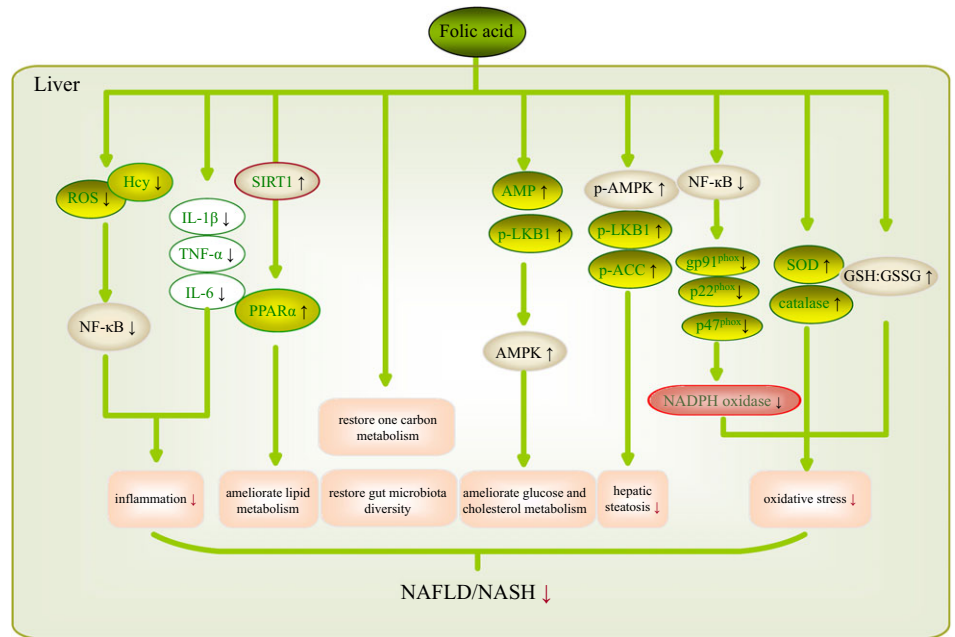 Folic acid
Liver
ROS ↓
Hcy ↓
NF-κB ↓
IL-1β ↓
TNF-α ↓
IL-6 ↓
SIRT1 ↑
PPARα ↑
restore one carbon
metabolism
AMP ↑
p-LKB1 ↑
AMPK ↑
p-AMPK ↑
p-LKB1 ↑
p-ACC ↑
NF-κB ↓
gp91phox ↓
p22phox ↓
p47phox ↓
NADPH oxidase ↓
SOD ↑
catalase ↑
GSH:GSSG ↑
inflammation ↓
ameliorate lipid
metabolism
restore gut microbiota
diversity
ameliorate glucose and
cholesterol metabolism
hepatic
steatosis ↓
oxidative stress ↓
NAFLD/NASH ↓